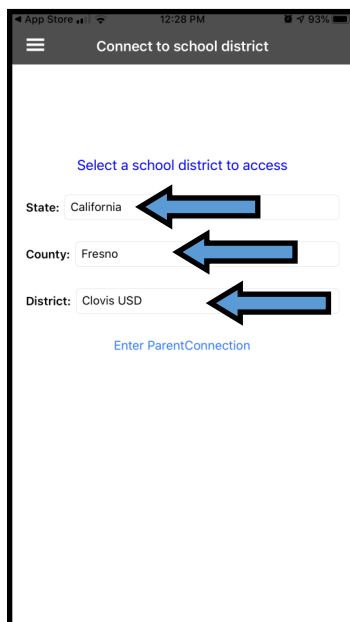 App Store 12:28 PM 93%
Connect to school district
Select a school district to access
State: California
County: Fresno
District: Clovis USD
Enter ParentConnection